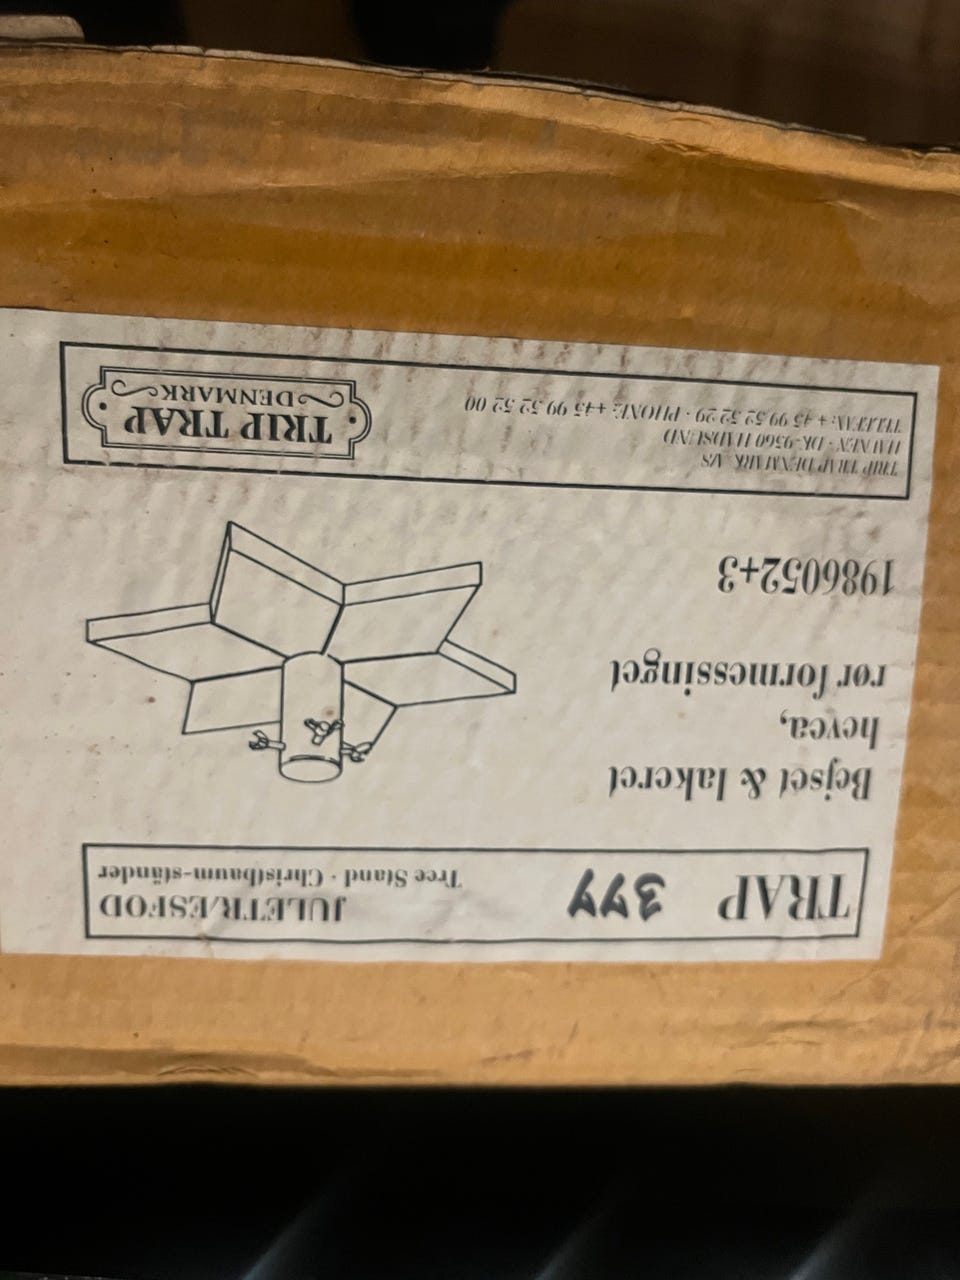 TRAP 344 JULETRÆSFOD
Tree Stand · Christbaum-ständer
Bejset & lakeret
hevea,
rør formessinget
1986052+3
TRIP TRAP DENMARK A/S
HAVNEN · DK-9560 HADSUND
TELEFAX: + 45 99 52 52 29 · PHONE: ++45 99 52 52 00
TRIP TRAP
DENMARK